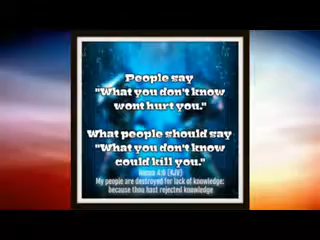 People say
"What you don't know
wont hurt you."
What people should say
"What you don't know
could kill you."
Hosea 4:6 (KJV)
My people are destroyed for lack of knowledge:
because thou hast rejected knowledge